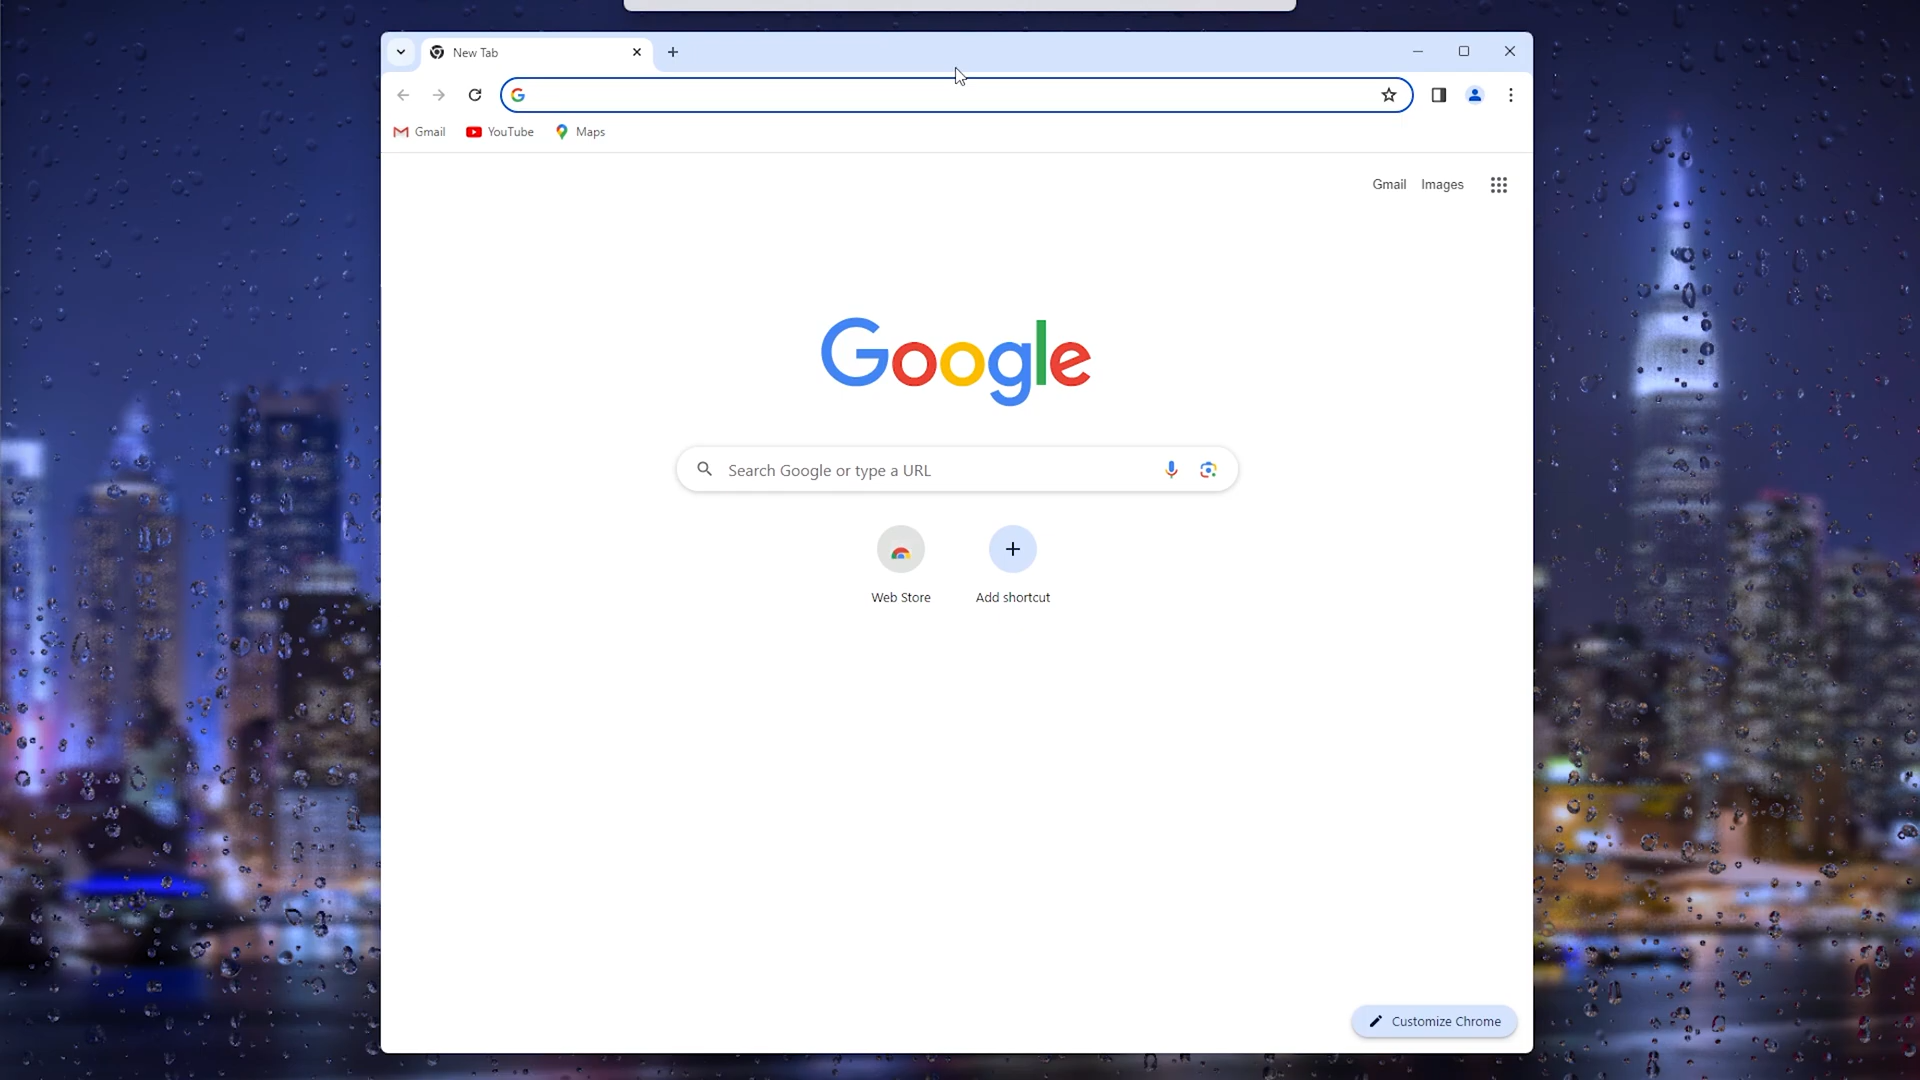 New Tab
Gmail YouTube Maps
Gmail Images
Google
Search Google or type a URL
Web Store Add shortcut
Customize Chrome